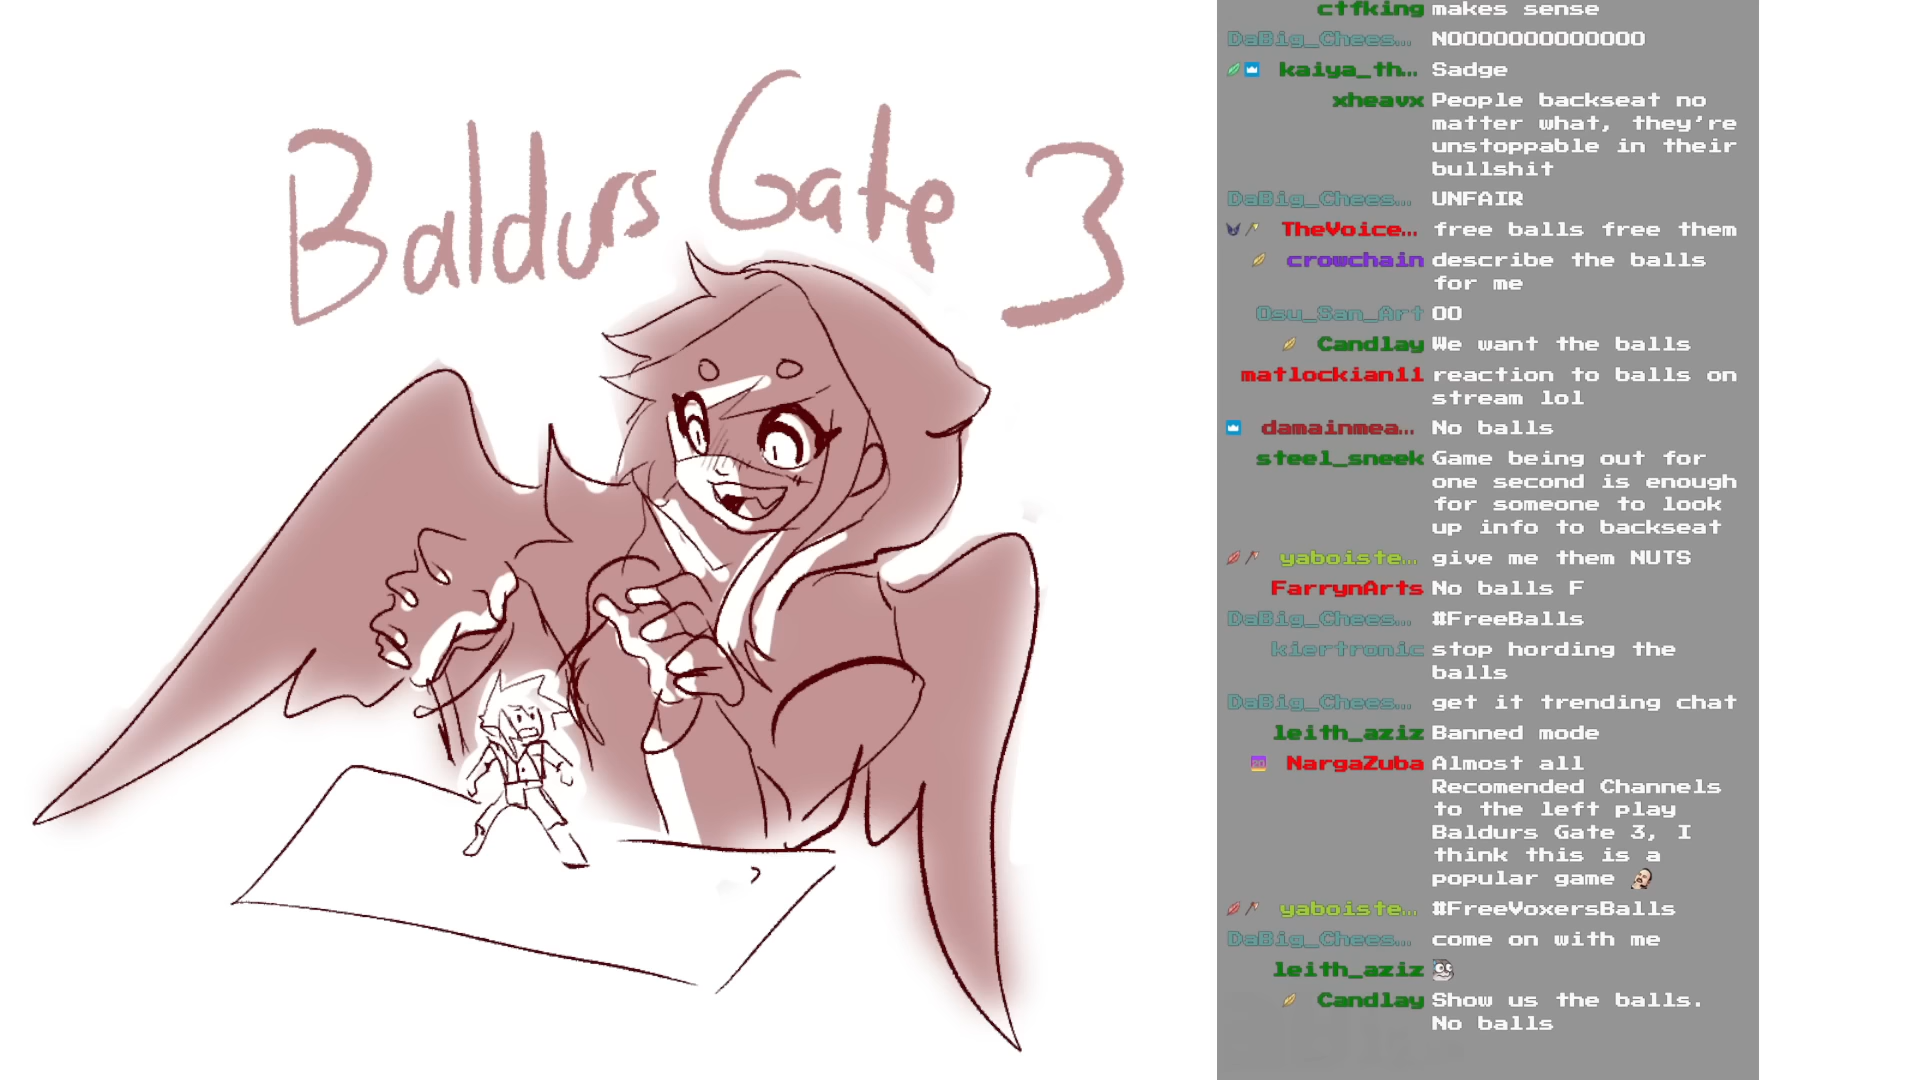 Baldurs Gate 3
ctfking makes sense
DaBig_Chees... NOOOOOOOOOOOOO
kaiya_th... Sadge
xheavx People backseat no
matter what, they're
unstoppable in their
bullshit
DaBig_Chees... UNFAIR
TheVoice... free balls free them
crowchain describe the balls
for me
Osu_San_Art OO
Candlay We want the balls
matlockian11 reaction to balls on
stream lol
damainmea... No balls
steel_sneek Game being out for
one second is enough
for someone to look
up info to backseat
yaboiste... give me them NUTS
FarrynArts No balls F
DaBig_Chees... #FreeBalls
kiertronic stop hording the
balls
DaBig_Chees... get it trending chat
leith_aziz Banned mode
NargaZuba Almost all
Recomended Channels
to the left play
Baldurs Gate 3, I
think this is a
popular game
yaboiste... #FreeVoxersBalls
DaBig_Chees... come on with me
leith_aziz
Candlay Show us the balls.
No balls